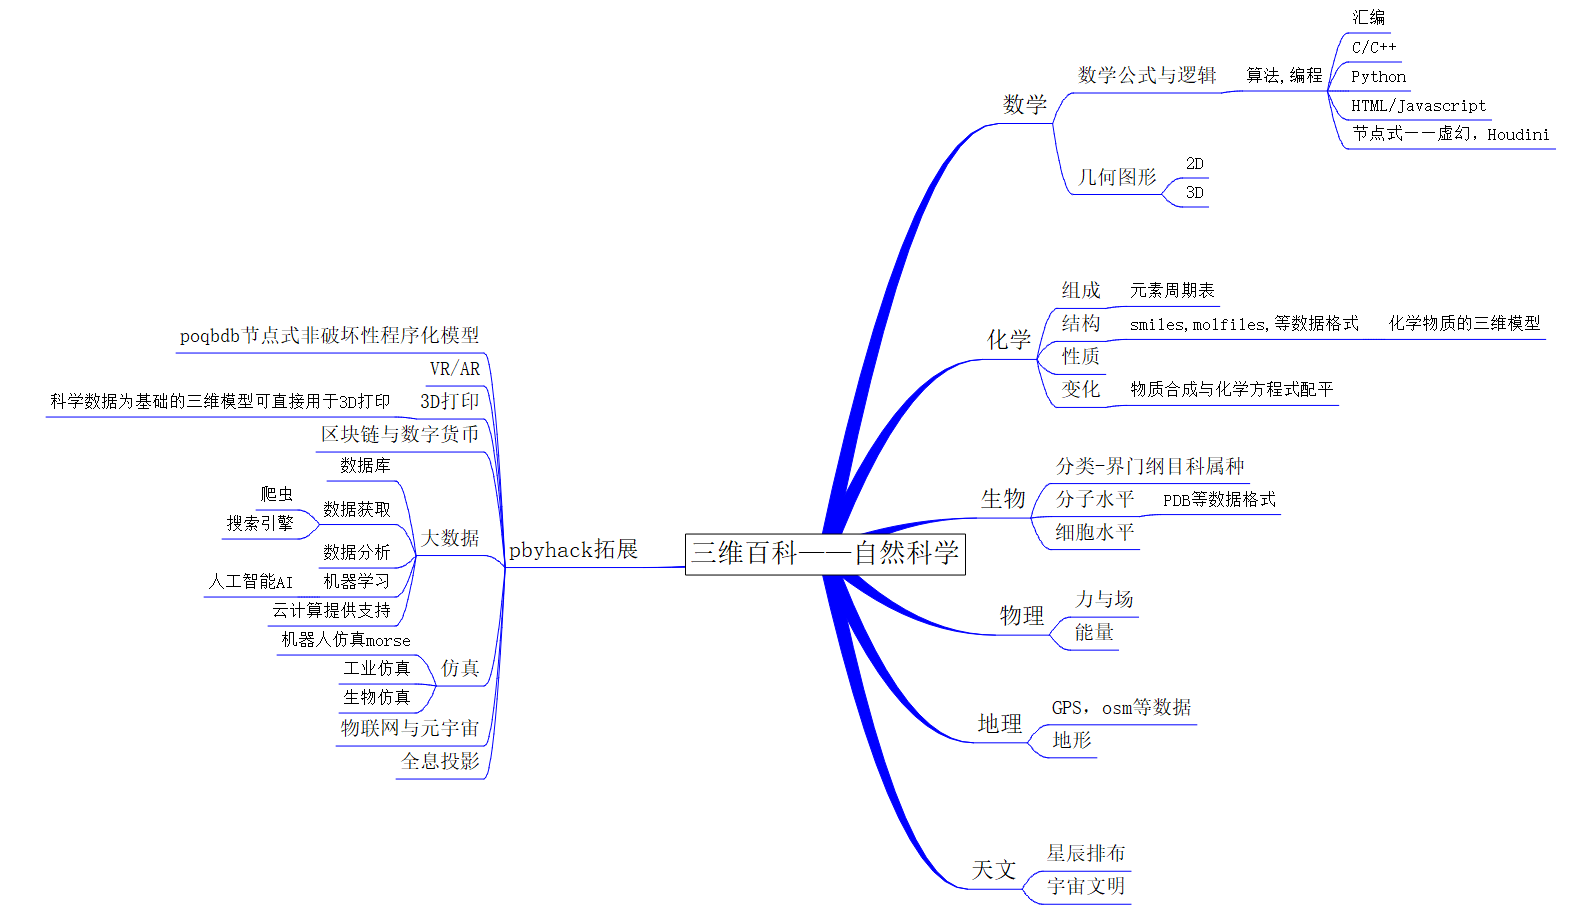 三维百科——自然科学
数学
数学公式与逻辑
算法,编程
汇编
C/C++
Python
HTML/Javascript
节点式——虚幻，Houdini
几何图形
2D
3D
化学
组成
元素周期表
结构
smiles,molfiles,等数据格式
化学物质的三维模型
性质
变化
物质合成与化学方程式配平
生物
分类-界门纲目科属种
分子水平
PDB等数据格式
细胞水平
物理
力与场
能量
地理
GPS，osm等数据
地形
天文
星辰排布
宇宙文明
pbyhack拓展
poqbdb节点式非破坏性程序化模型
VR/AR
3D打印
科学数据为基础的三维模型可直接用于3D打印
区块链与数字货币
大数据
数据库
数据获取
爬虫
搜索引擎
数据分析
机器学习
人工智能AI
云计算提供支持
仿真
机器人仿真morse
工业仿真
生物仿真
物联网与元宇宙
全息投影